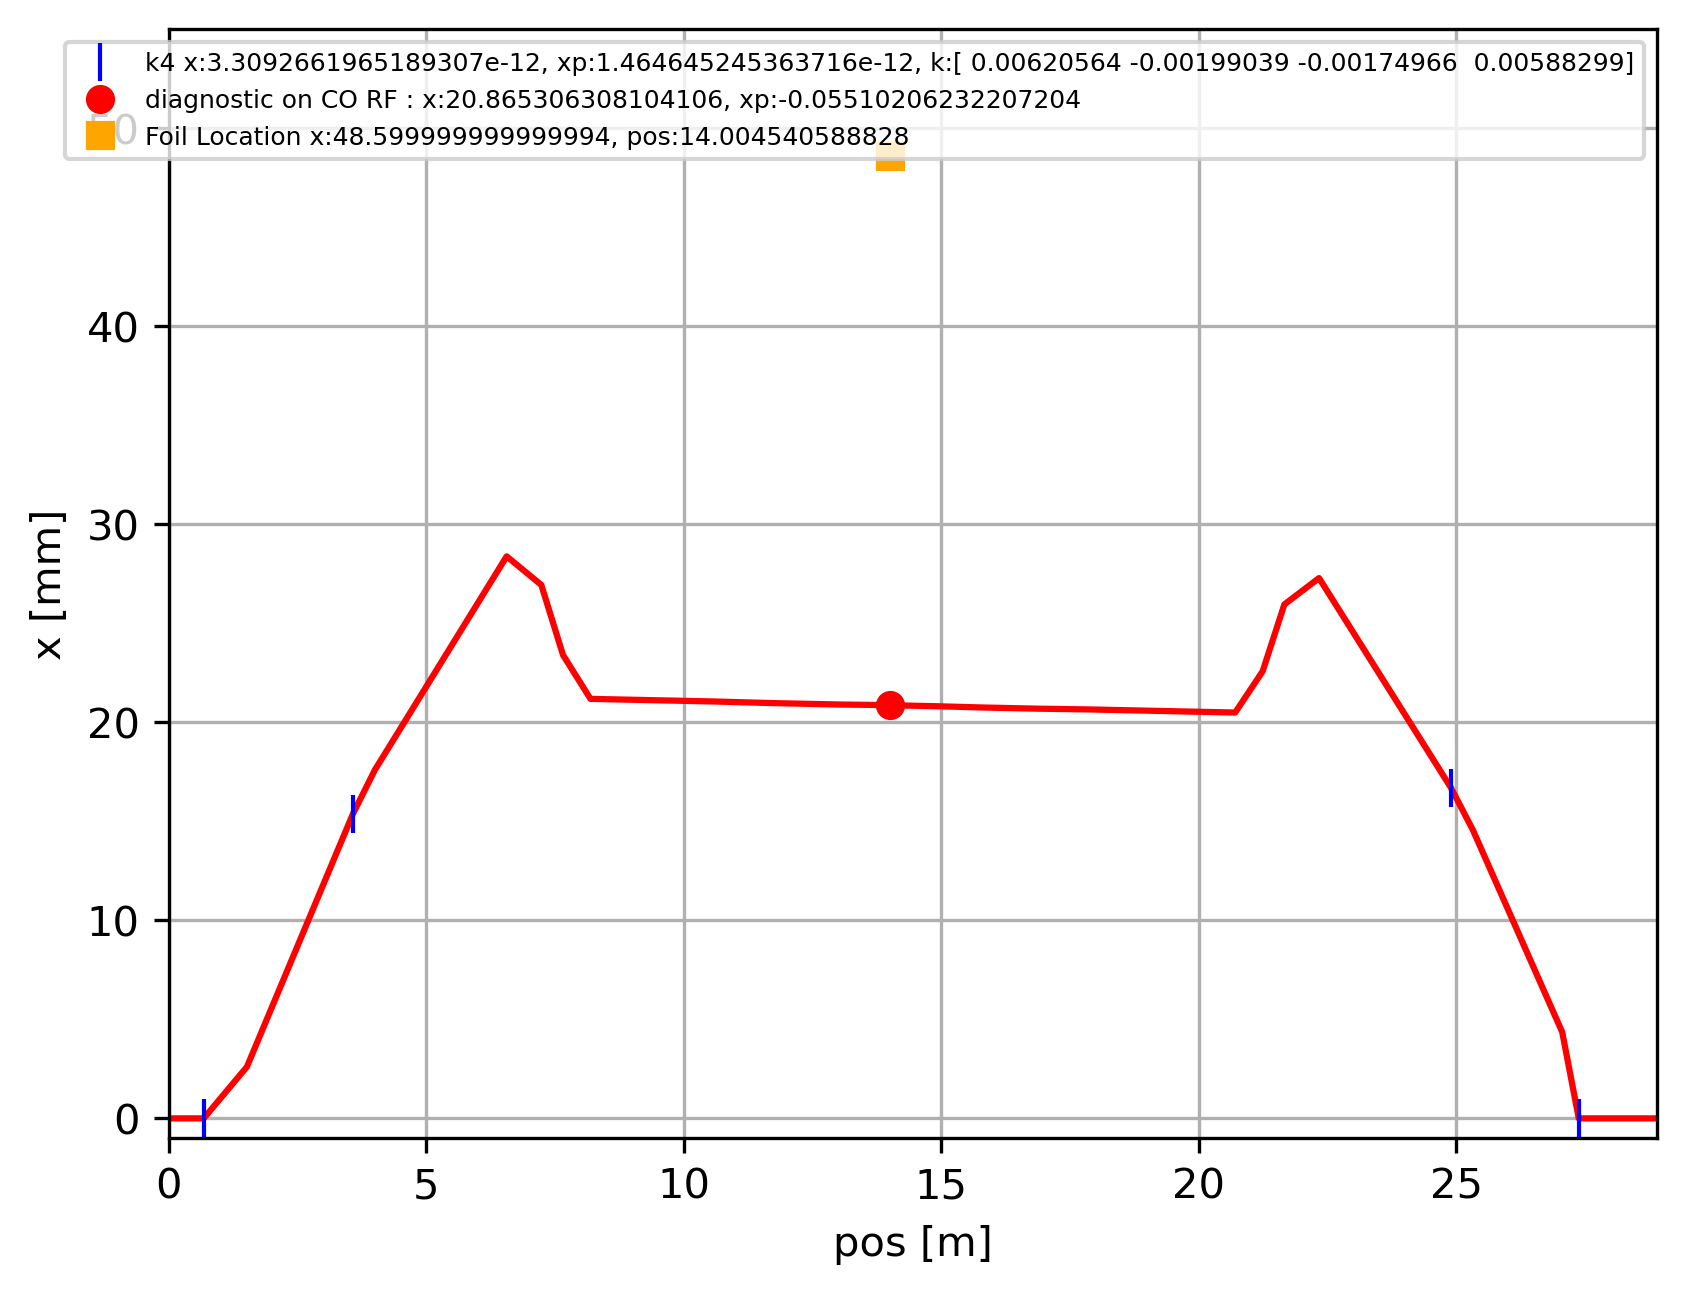 k4 x:3.3092661965189307e-12, xp:1.464645245363716e-12, k:[ 0.00620564 -0.00199039 -0.00174966  0.00588299]
diagnostic on CO RF : x:20.865306308104106, xp:-0.05510206232207204
Foil Location x:48.599999999999994, pos:14.004540588828
50
40
30
20
10
0
x [mm]
0 5 10 15 20 25
pos [m]